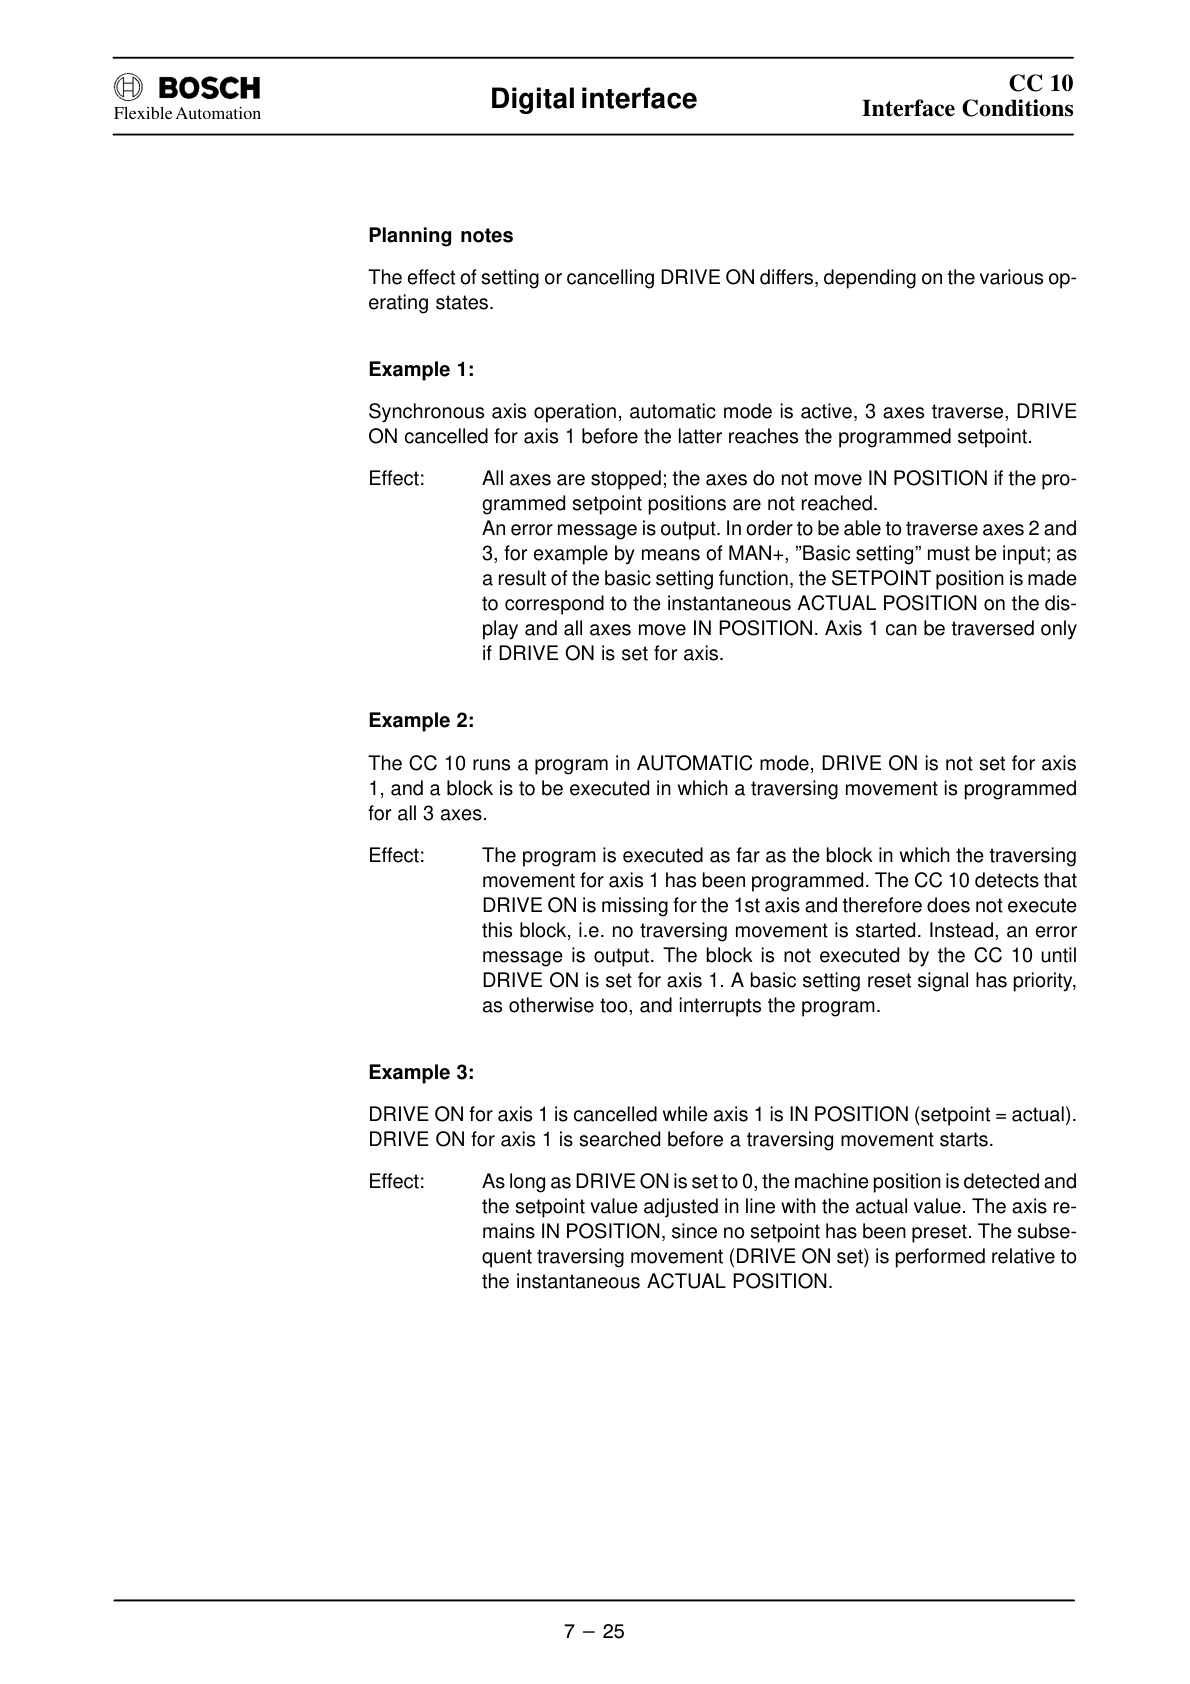 BOSCH
Flexible Automation
Digital interface
CC 10
Interface Conditions
Planning notes
The effect of setting or cancelling DRIVE ON differs, depending on the various op-
erating states.
Example 1:
Synchronous axis operation, automatic mode is active, 3 axes traverse, DRIVE
ON cancelled for axis 1 before the latter reaches the programmed setpoint.
Effect: All axes are stopped; the axes do not move IN POSITION if the pro-
grammed setpoint positions are not reached.
An error message is output. In order to be able to traverse axes 2 and
3, for example by means of MAN+, ”Basic setting” must be input; as
a result of the basic setting function, the SETPOINT position is made
to correspond to the instantaneous ACTUAL POSITION on the dis-
play and all axes move IN POSITION. Axis 1 can be traversed only
if DRIVE ON is set for axis.
Example 2:
The CC 10 runs a program in AUTOMATIC mode, DRIVE ON is not set for axis
1, and a block is to be executed in which a traversing movement is programmed
for all 3 axes.
Effect: The program is executed as far as the block in which the traversing
movement for axis 1 has been programmed. The CC 10 detects that
DRIVE ON is missing for the 1st axis and therefore does not execute
this block, i.e. no traversing movement is started. Instead, an error
message is output. The block is not executed by the CC 10 until
DRIVE ON is set for axis 1. A basic setting reset signal has priority,
as otherwise too, and interrupts the program.
Example 3:
DRIVE ON for axis 1 is cancelled while axis 1 is IN POSITION (setpoint = actual).
DRIVE ON for axis 1 is searched before a traversing movement starts.
Effect: As long as DRIVE ON is set to 0, the machine position is detected and
the setpoint value adjusted in line with the actual value. The axis re-
mains IN POSITION, since no setpoint has been preset. The subse-
quent traversing movement (DRIVE ON set) is performed relative to
the instantaneous ACTUAL POSITION.
7 – 25